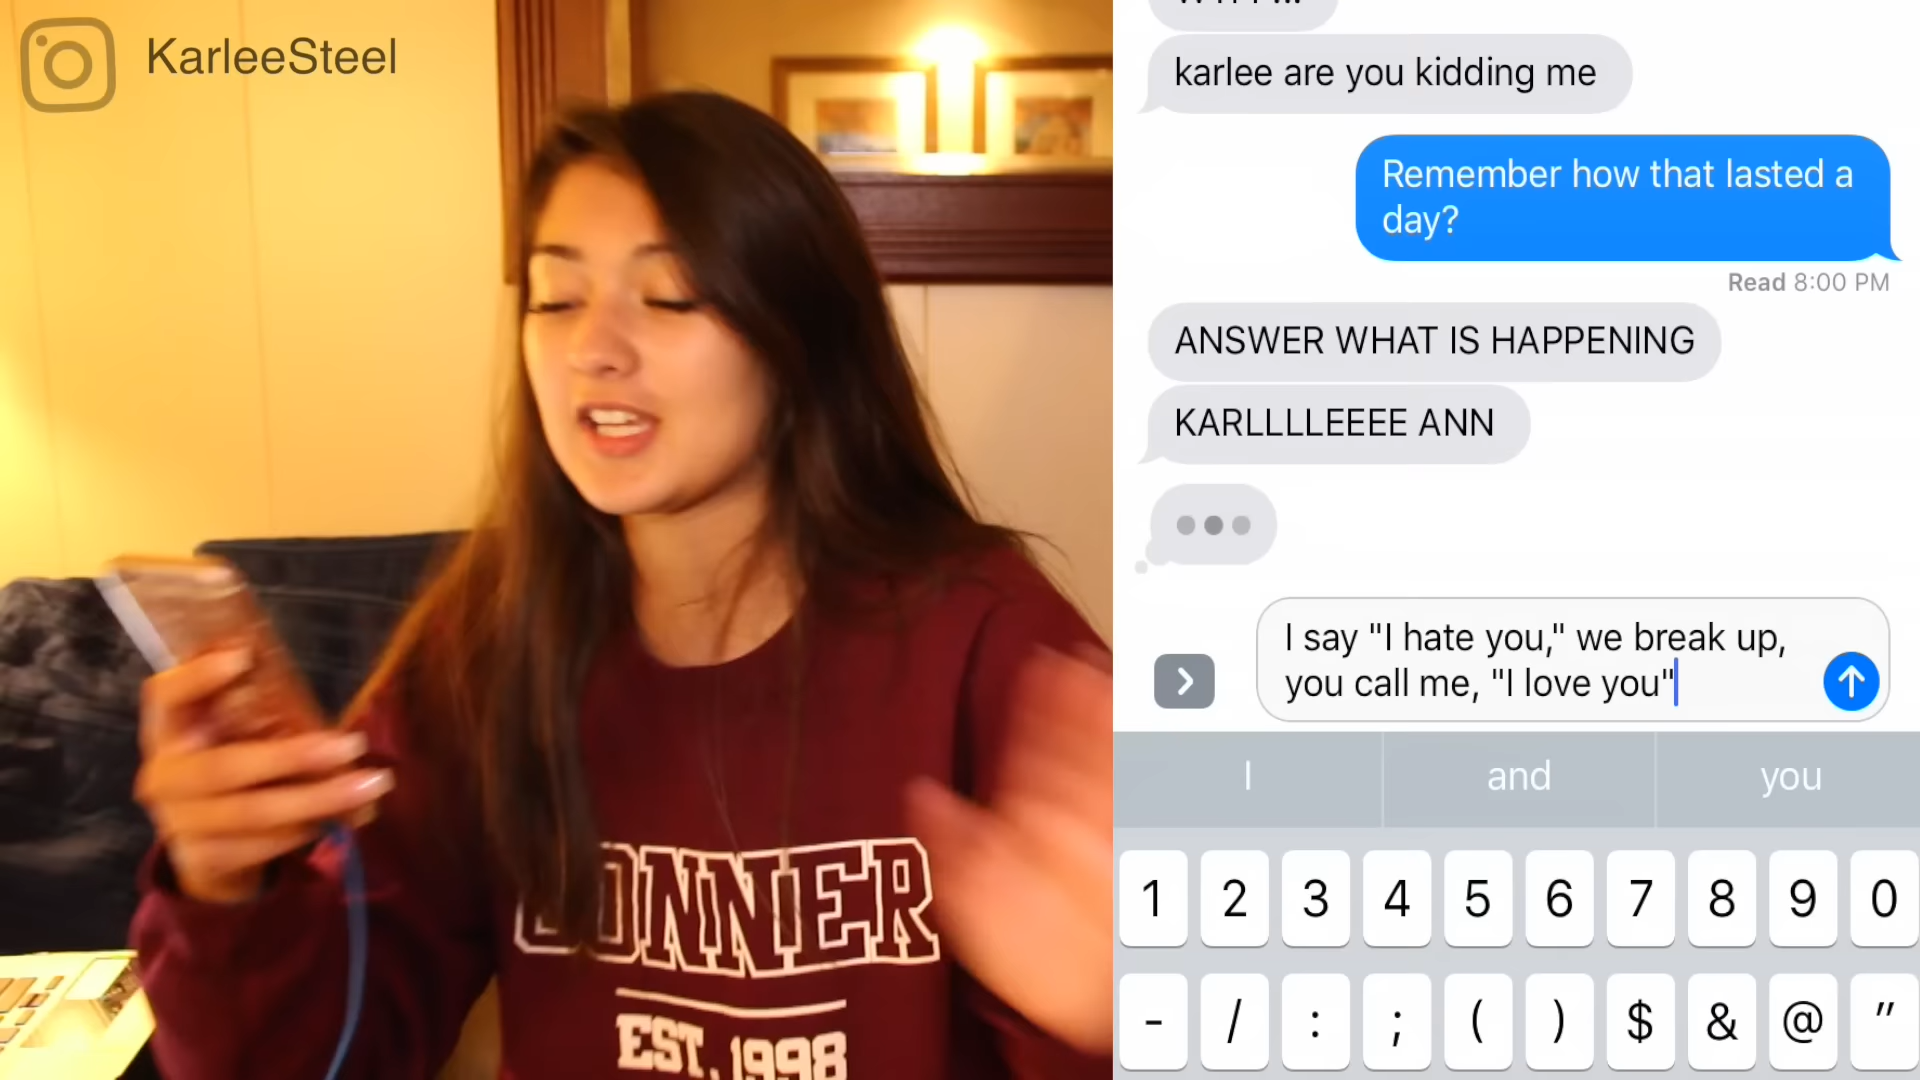 KarleeSteel
karlee are you kidding me
Remember how that lasted a
day?
Read 8:00 PM
ANSWER WHAT IS HAPPENING
KARLLLLEEEE ANN
I say "I hate you," we break up,
you call me, "I love you"
I and you
1 2 3 4 5 6 7 8 9 0
- / : ; ( ) $ & @ "
EST. 1998